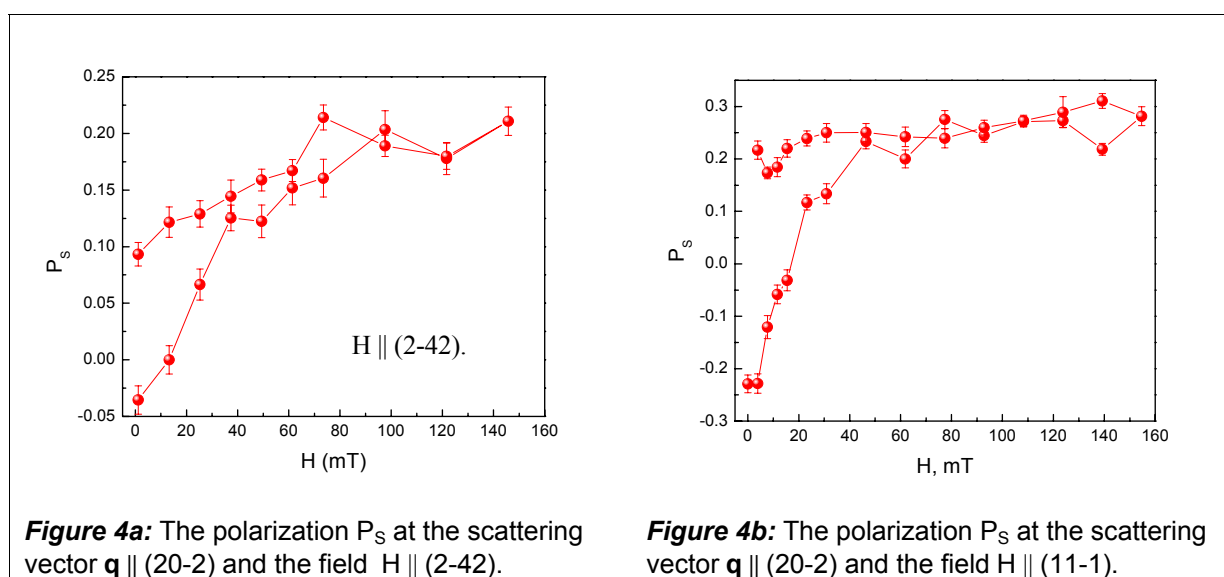 0.25
0.20
0.15
0.10
0.05
0.00
-0.05
P_S
0 20 40 60 80 100 120 140 160
H (mT)
H || (2-42).
0.3
0.2
0.1
0.0
-0.1
-0.2
-0.3
P_S
0 20 40 60 80 100 120 140 160
H, mT
Figure 4a: The polarization P_S at the scattering
vector q || (20-2) and the field H || (2-42).
Figure 4b: The polarization P_S at the scattering
vector q || (20-2) and the field H || (11-1).